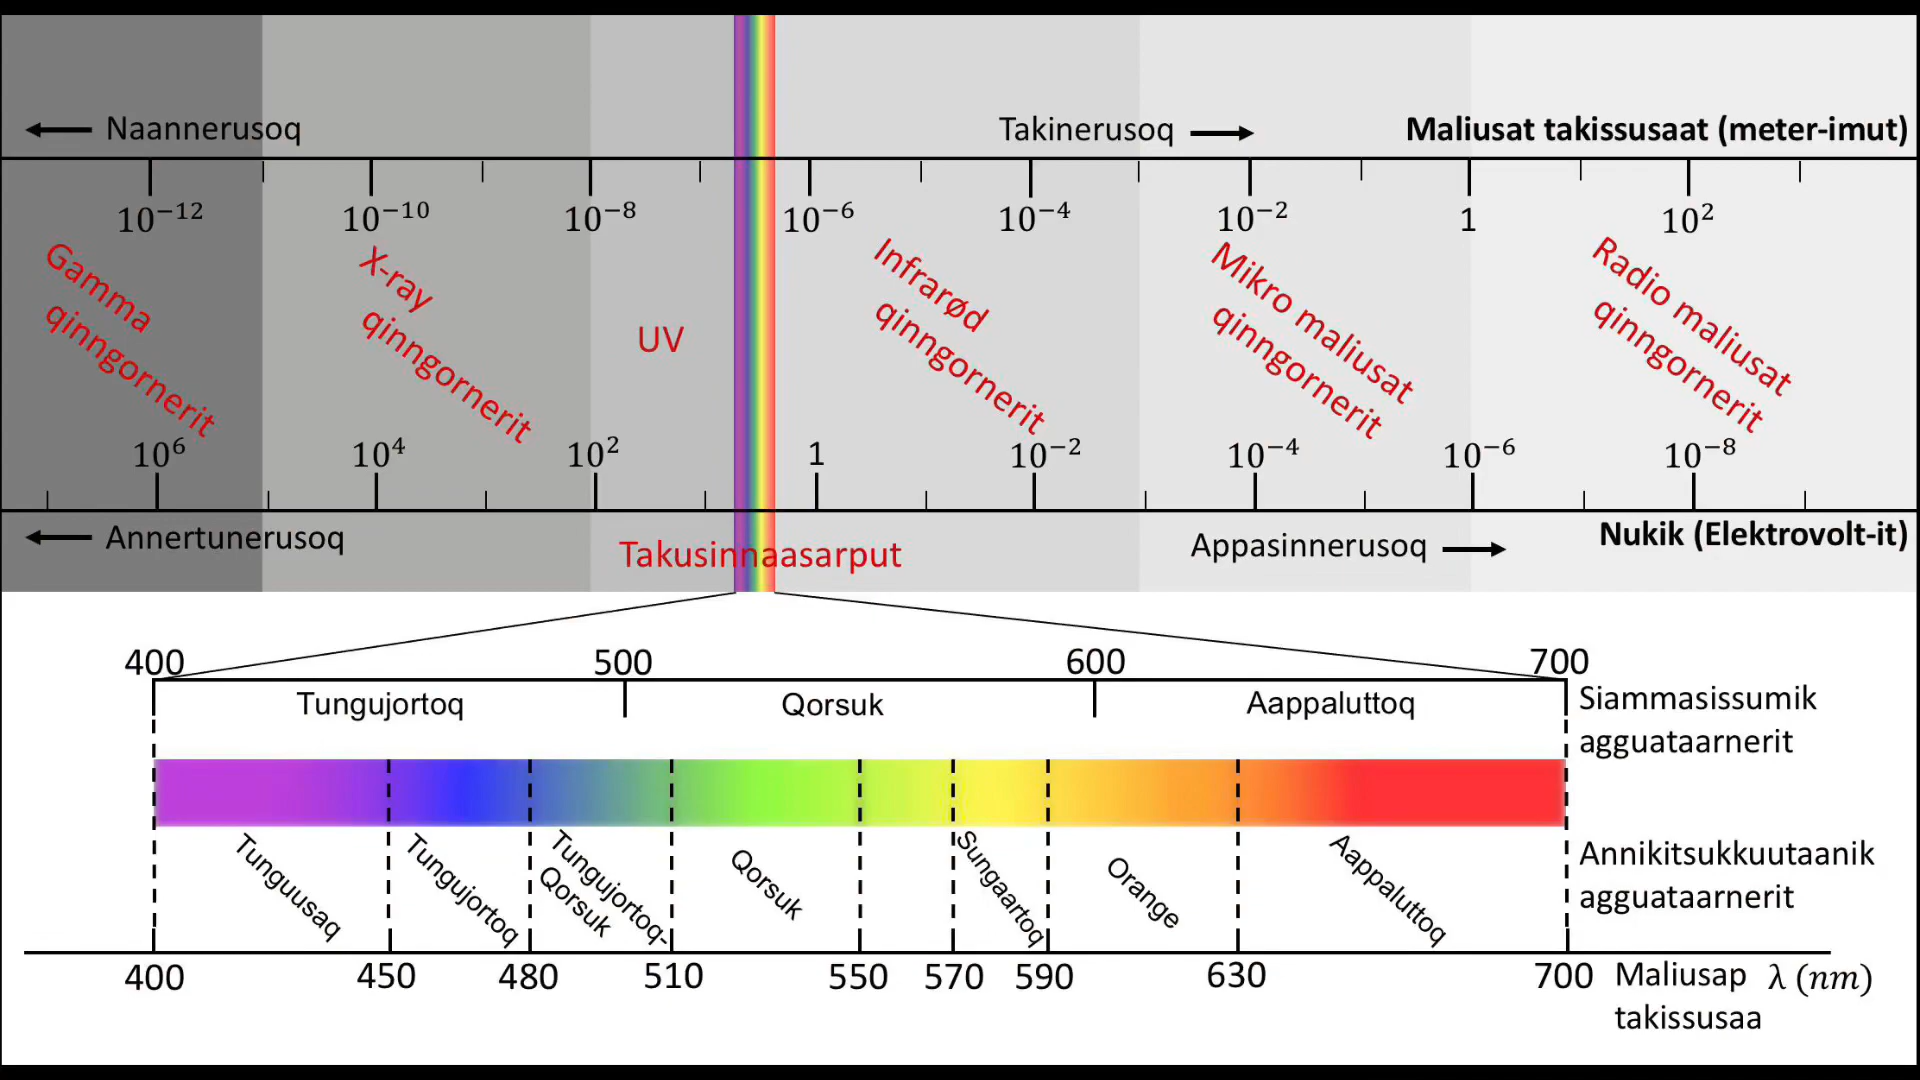 Naannerusoq
Takinerusoq
Maliusat takissusaat (meter-imut)
10⁻¹² 10⁻¹⁰ 10⁻⁸ 10⁻⁶ 10⁻⁴ 10⁻² 1 10²
Gamma
qinngornerit
X-ray
qinngornerit
UV
Infrarød
qinngornerit
Mikro maliusat
qinngornerit
Radio maliusat
qinngornerit
10⁶ 10⁴ 10² 1 10⁻² 10⁻⁴ 10⁻⁶ 10⁻⁸
Annertunerusoq
Takusinnaasarput
Appasinnerusoq
Nukik (Elektrovolt-it)
400 500 600 700
Tungujortoq
Qorsuk
Aappaluttoq
Siammasissumik
agguataarnerit
Tunguusaq
Tungujortoq
Tungujortoq-
Qorsuk
Qorsuk
Sungaartoq
Orange
Aappaluttoq
Annikitsukkuutaanik
agguataarnerit
400 450 480 510 550 570 590 630 700
Maliusap λ (nm)
takissusaa